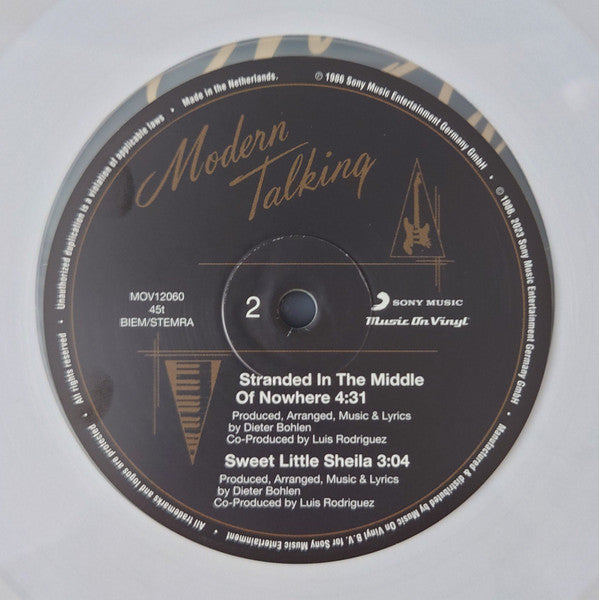 Unauthorized duplication is a violation of applicable laws • Made in the Netherlands.
℗ 1986 Sony Music Entertainment Germany GmbH • © 1986, 2023 Sony Music Entertainment Germany GmbH •
Modern
Talking
MOV12060
45t
BIEM/STEMRA
2
SONY MUSIC
Music On Vinyl
Stranded In The Middle
Of Nowhere 4:31
Produced, Arranged, Music & Lyrics
by Dieter Bohlen
Co-Produced by Luis Rodriguez
Sweet Little Sheila 3:04
Produced, Arranged, Music & Lyrics
by Dieter Bohlen
Co-Produced by Luis Rodriguez
Manufactured & distributed by Music On Vinyl B.V. for Sony Music Entertainment
• All trademarks and logos are protected • All rights reserved •